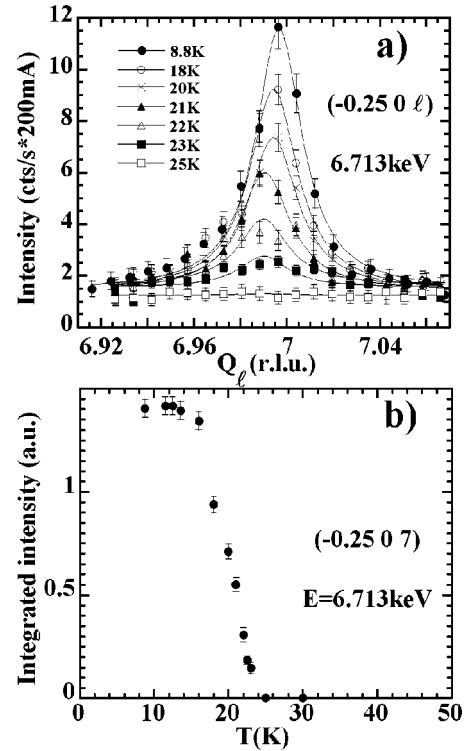 12
10
8
6
4
2
0
Intensity (cts/s*200mA)
8.8K
18K
20K
21K
22K
23K
25K
a)
(-0.25 0 ℓ)
6.713keV
6.92
6.96
7
7.04
Qℓ (r.l.u.)
b)
1
0.5
0
Integrated intensity (a.u.)
(-0.25 0 7)
E=6.713keV
0
10
20
30
40
50
T(K)